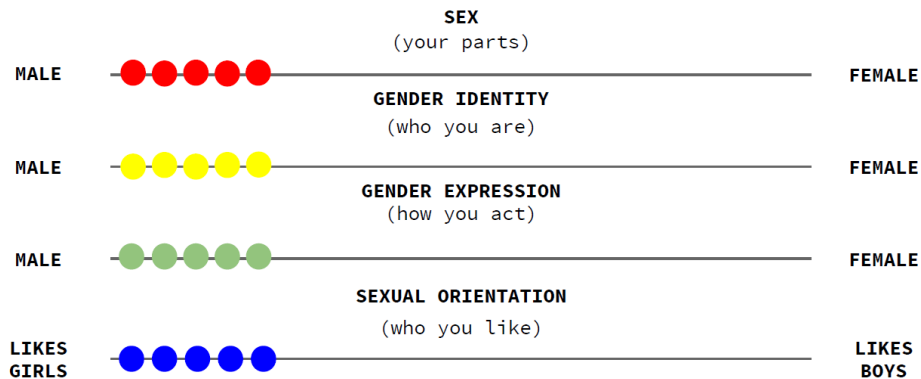 SEX
(your parts)
MALE
FEMALE
GENDER IDENTITY
(who you are)
MALE
FEMALE
GENDER EXPRESSION
(how you act)
MALE
FEMALE
SEXUAL ORIENTATION
(who you like)
LIKES
GIRLS
LIKES
BOYS